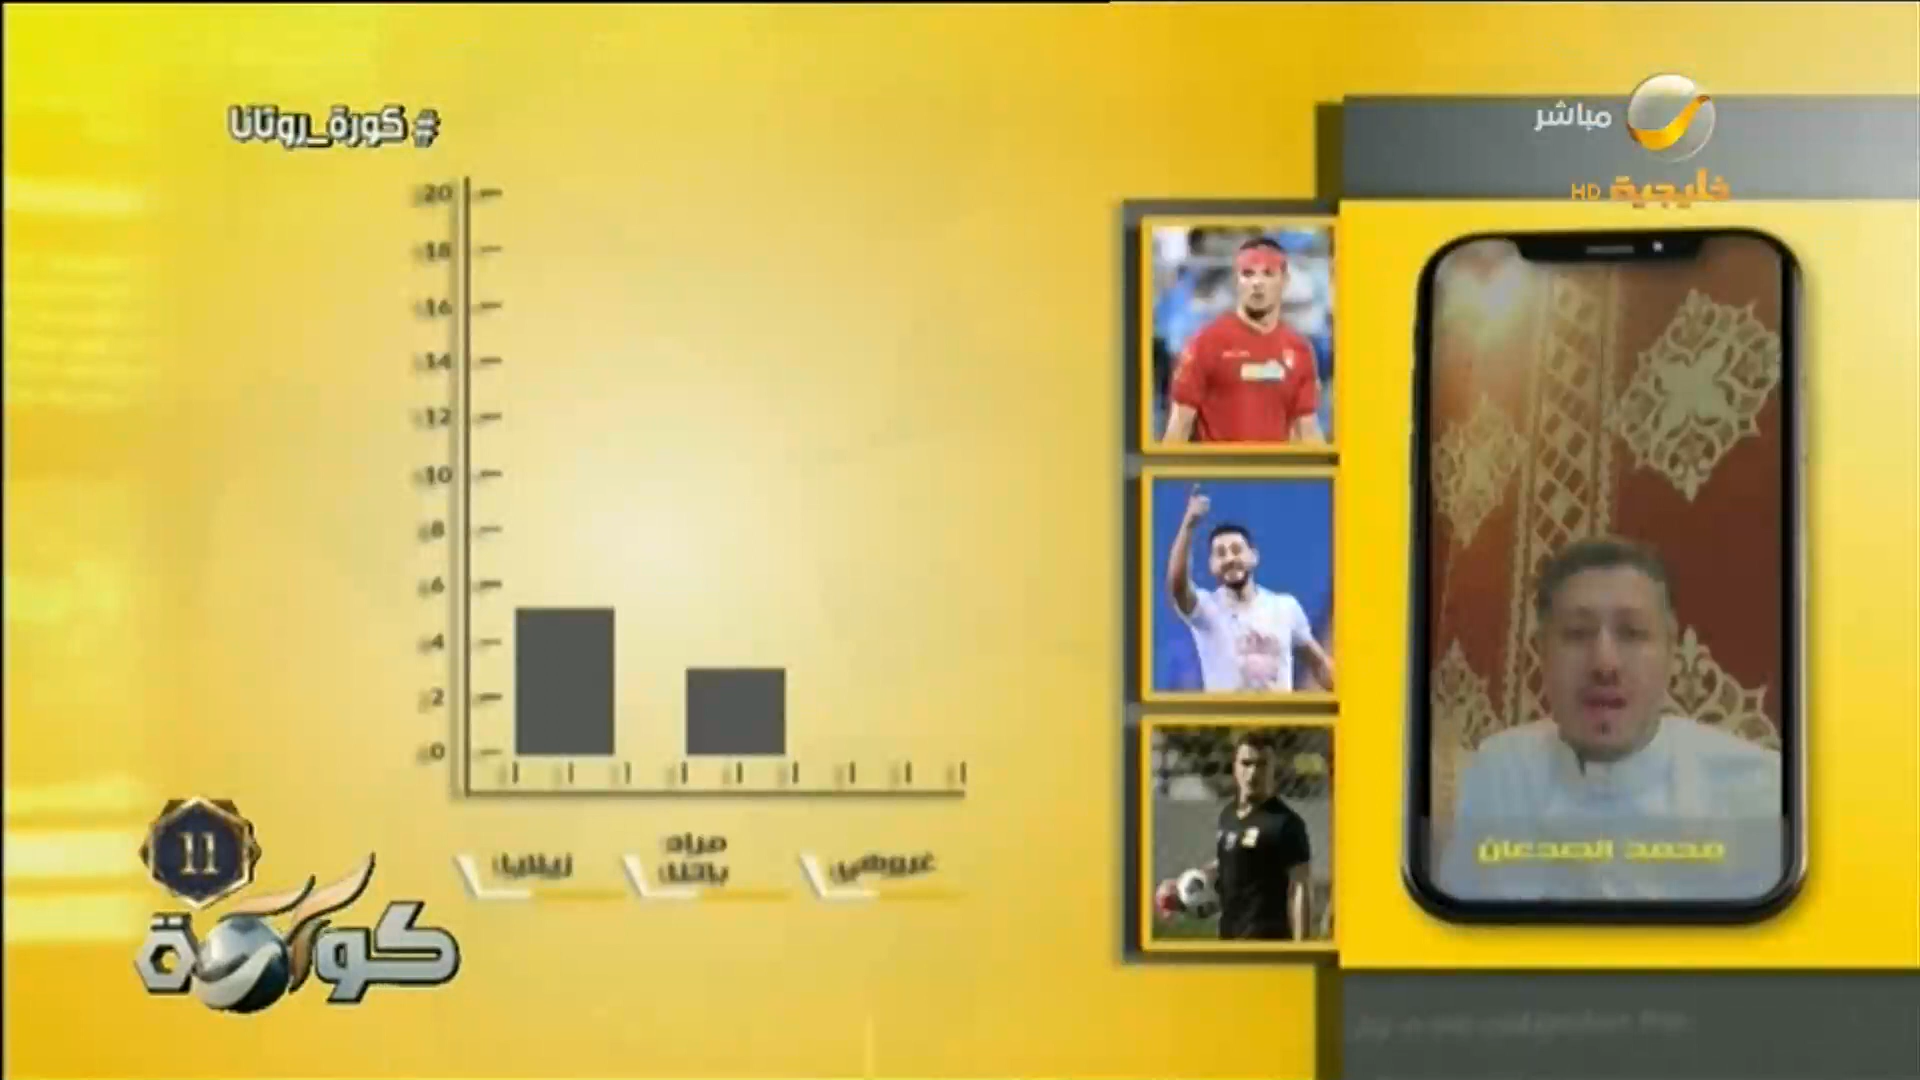 # كورة_روتانا
مباشر
خليجية HD
20
18
16
14
12
10
8
6
4
2
0
زيلايا
مراد
باتنا
غروهي
محمد الصدعان
11
كورة